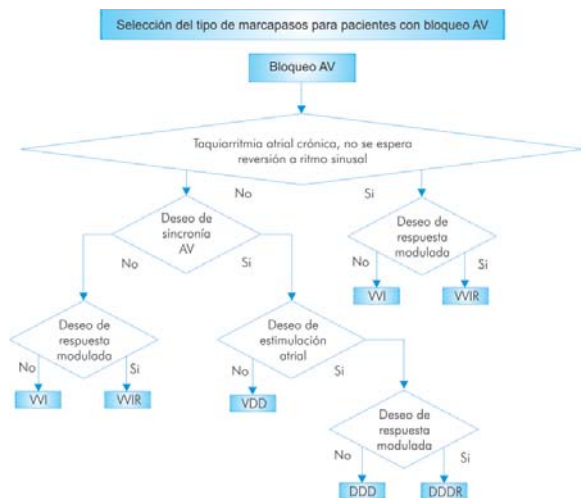 Selección del tipo de marcapasos para pacientes con bloqueo AV
Bloqueo AV
Taquiarritmia atrial crónica, no se espera
reversión a ritmo sinusal
No
Si
Deseo de
sincronía
AV
Deseo de
respuesta
modulada
No
Si
No
Si
VVI
VVIR
Deseo de
respuesta
modulada
Deseo de
estimulación
atrial
No
Si
No
Si
VVI
VVIR
VDD
Deseo de
respuesta
modulada
No
Si
DDD
DDDR